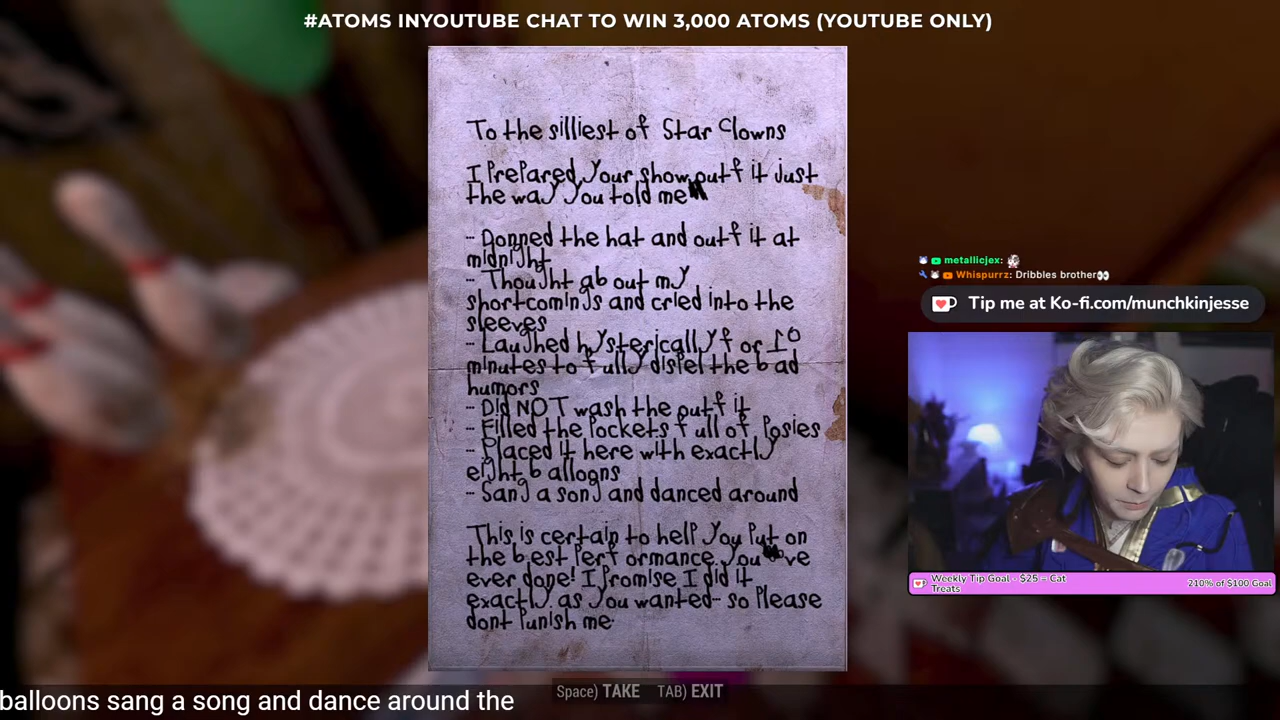 #ATOMS INYOUTUBE CHAT TO WIN 3,000 ATOMS (YOUTUBE ONLY)
To the silliest of Star Clowns
I Prepared your show outfit just
the way you told me
-- Donned the hat and outfit at
midnight
-- Thought about my
shortcomings and cried into the
sleeves
-- Laughed hysterically for 10
minutes to fully dispel the bad
humors
-- Did NOT wash the outfit
-- Filled the Pockets full of Posies
-- Placed it here with exactly
eight balloons
-- Sang a song and danced around
This is certain to help you Put on
the best Performance you've
ever done! I Promise I did it
exactly as you wanted-- so Please
dont Punish me
metallicjex:
Whispurrz: Dribbles brother👀
Tip me at Ko-fi.com/munchkinjesse
Weekly Tip Goal - $25 = Cat
Treats
210% of $100 Goal
Space) TAKE TAB) EXIT
balloons sang a song and dance around the